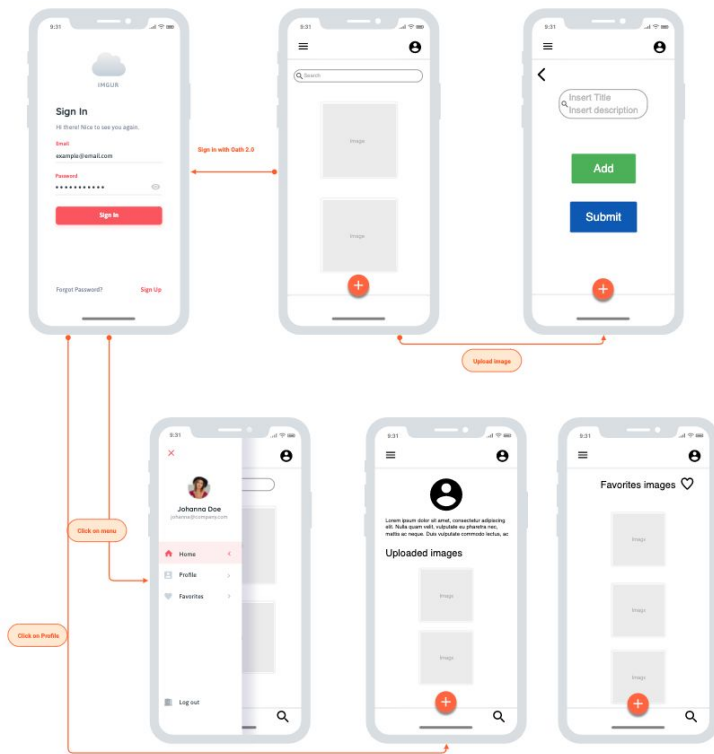 9:31
IMGUR
Sign In
Hi there! Nice to see you again.
Email
example@email.com
Password
Sign In
Forgot Password?
Sign Up
Sign In with Oath 2.0
9:31
Search
Image
Image
9:31
Insert Title
Insert description
Add
Submit
Upload image
Click on menu
Click on Profils
9:31
Johanna Doe
johanna@company.com
Home
Profile
Favorites
Log out
9:31
Lorem ipsum dolor sit amet, consectetur adipiscing
elit. Nulla quam velit, vulputate eu pharetra nec,
mattis ac neque. Duis vulputate commodo lectus, ac
Uploaded images
Image
Image
9:31
Favorites images
Image
Image
Image